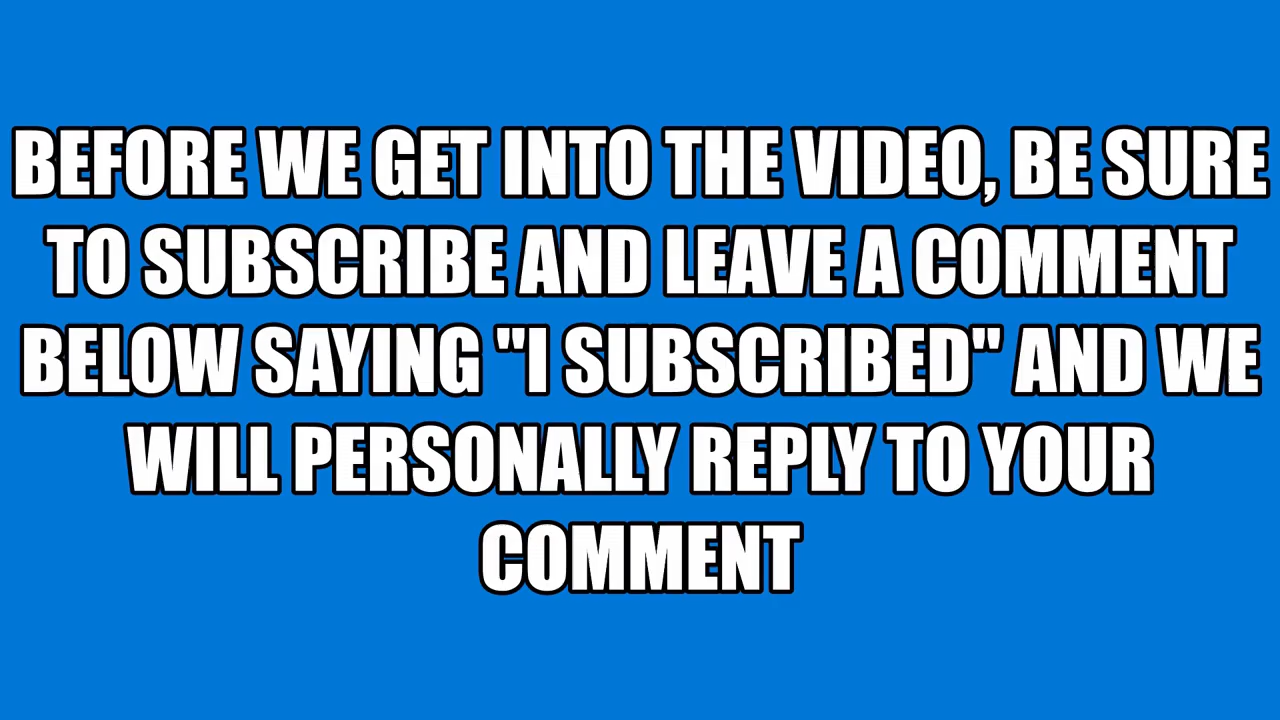 BEFORE WE GET INTO THE VIDEO, BE SURE
TO SUBSCRIBE AND LEAVE A COMMENT
BELOW SAYING "I SUBSCRIBED" AND WE
WILL PERSONALLY REPLY TO YOUR
COMMENT